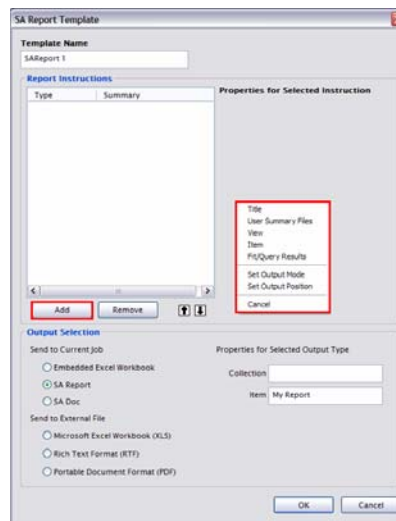 SA Report Template
Template Name
SAReport 1
Report Instructions
Type Summary
Properties for Selected Instruction
Title
User Summary Files
View
Item
Fit/Query Results
Set Output Mode
Set Output Position
Cancel
Add Remove
Output Selection
Send to Current Job
Embedded Excel Workbook
SA Report
SA Doc
Send to External File
Microsoft Excel Workbook (XLS)
Rich Text Format (RTF)
Portable Document Format (PDF)
Properties for Selected Output Type
Collection
Item My Report
OK Cancel